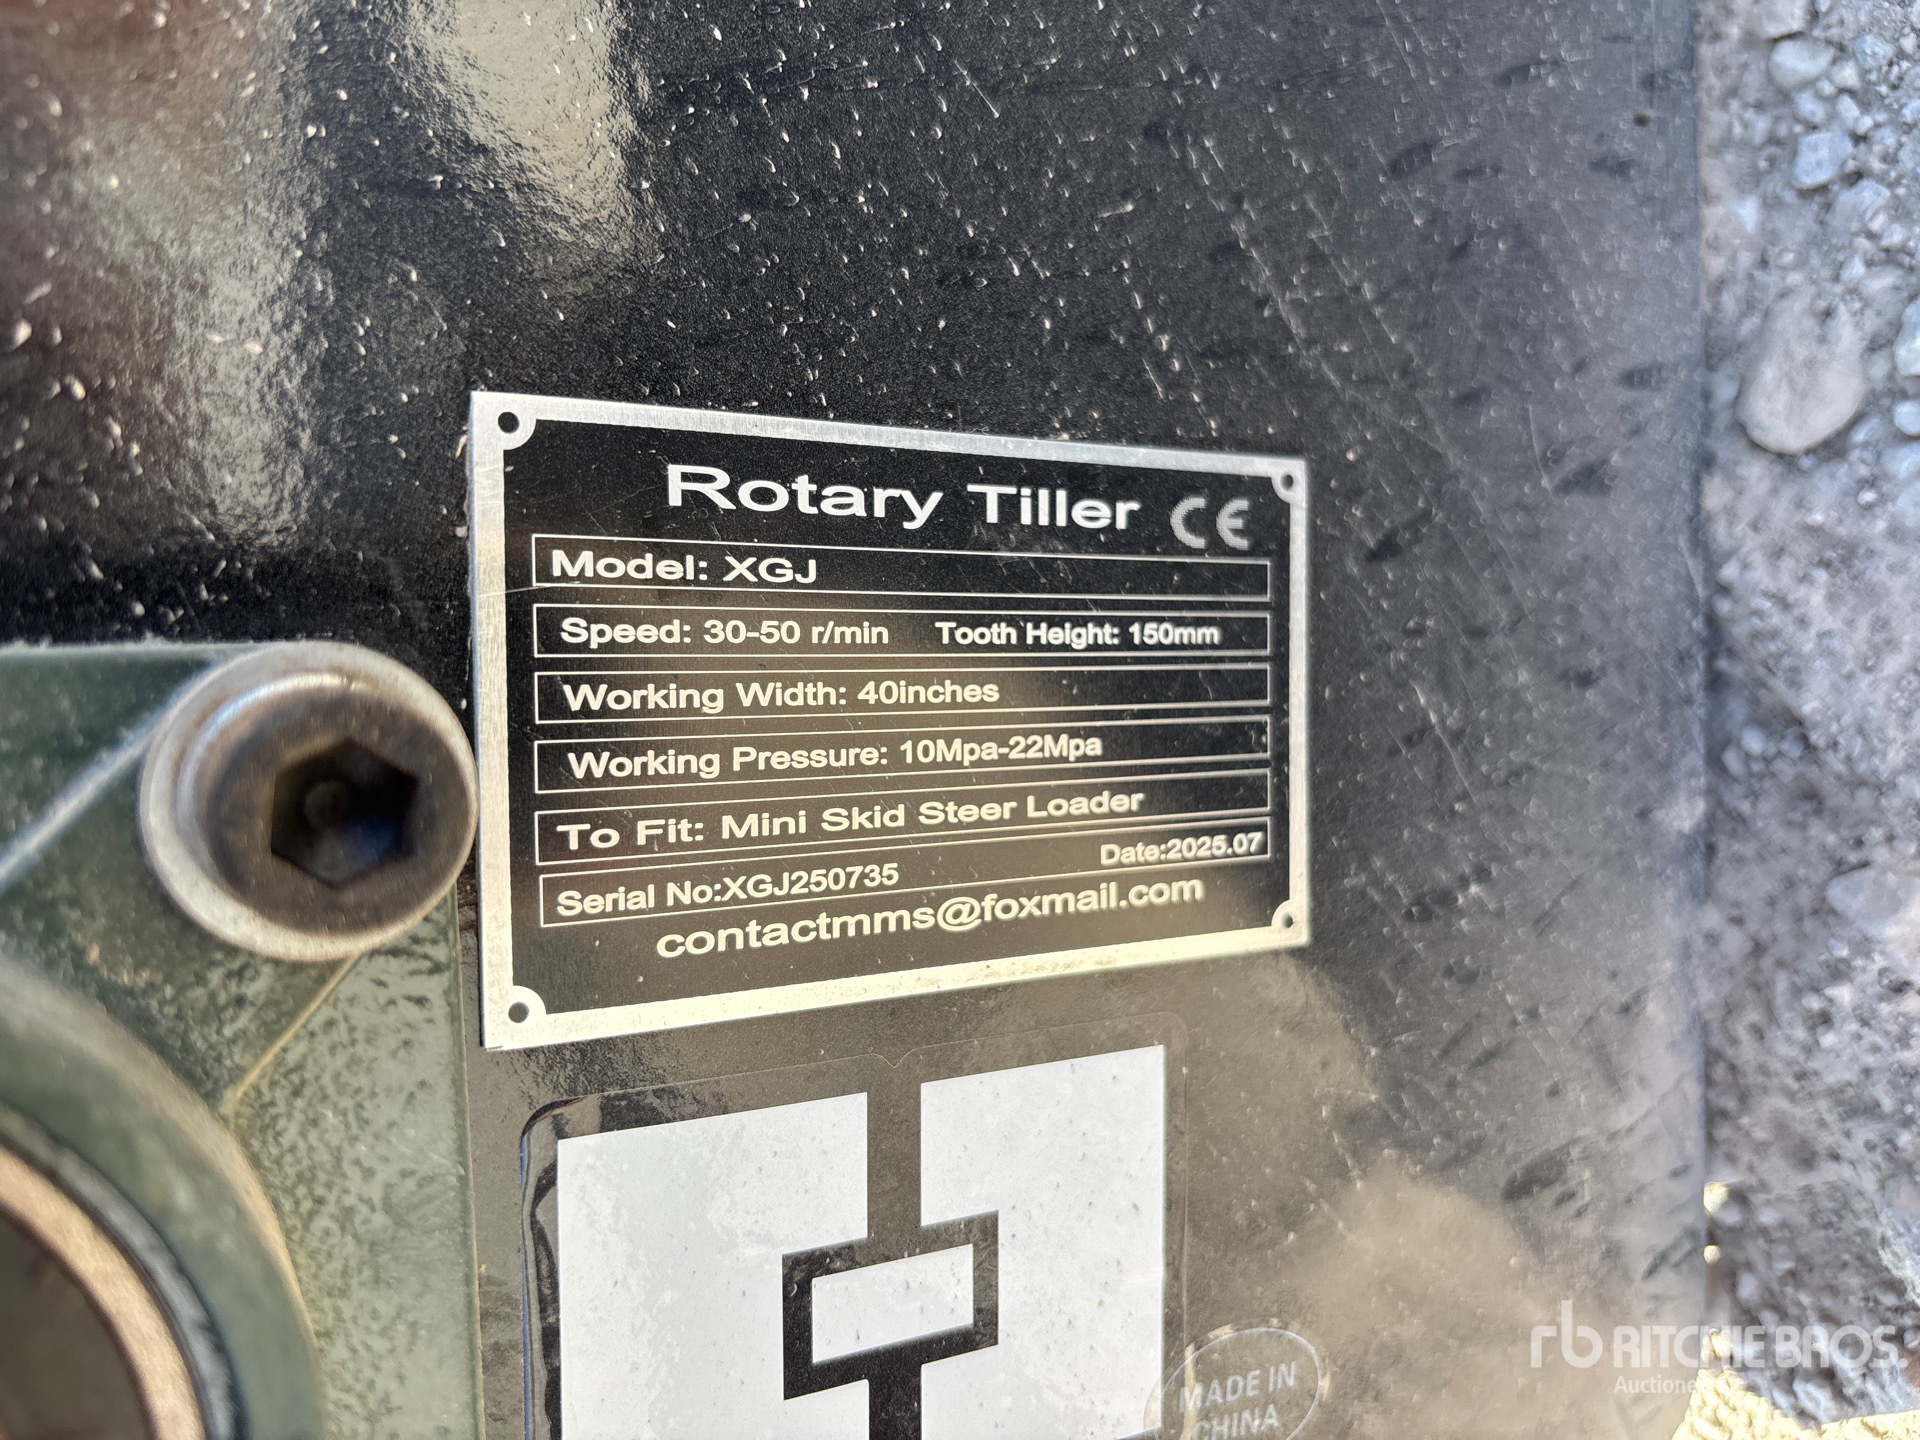 Rotary Tiller CE
Model: XGJ
Speed: 30-50 r/min Tooth Height: 150mm
Working Width: 40inches
Working Pressure: 10Mpa-22Mpa
To Fit: Mini Skid Steer Loader
Serial No:XGJ250735 Date:2025.07
contactmms@foxmail.com
MADE IN
CHINA
rb RITCHIE BROS.